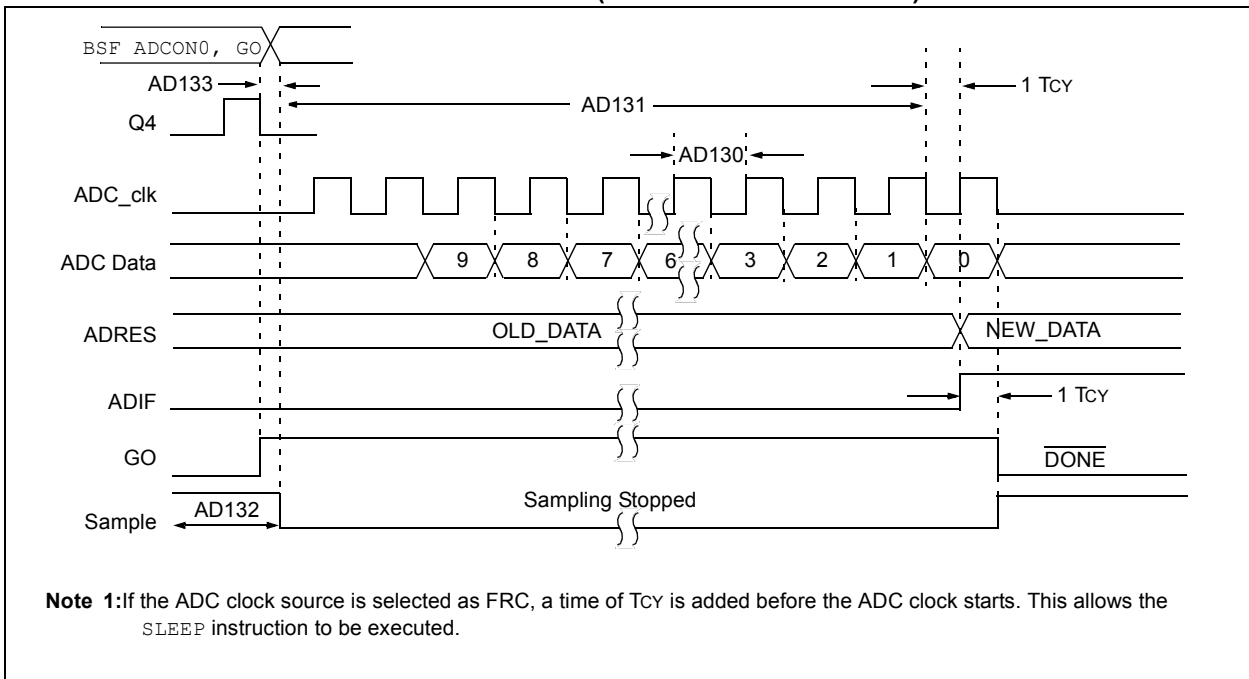 BSF ADCON0, GO
AD133
AD131
1 TCY
Q4
AD130
ADC_clk
ADC Data
9
8
7
6
3
2
1
0
ADRES
OLD_DATA
NEW_DATA
ADIF
1 TCY
GO
DONE
AD132
Sampling Stopped
Sample
Note 1:If the ADC clock source is selected as FRC, a time of TCY is added before the ADC clock starts. This allows the
SLEEP instruction to be executed.